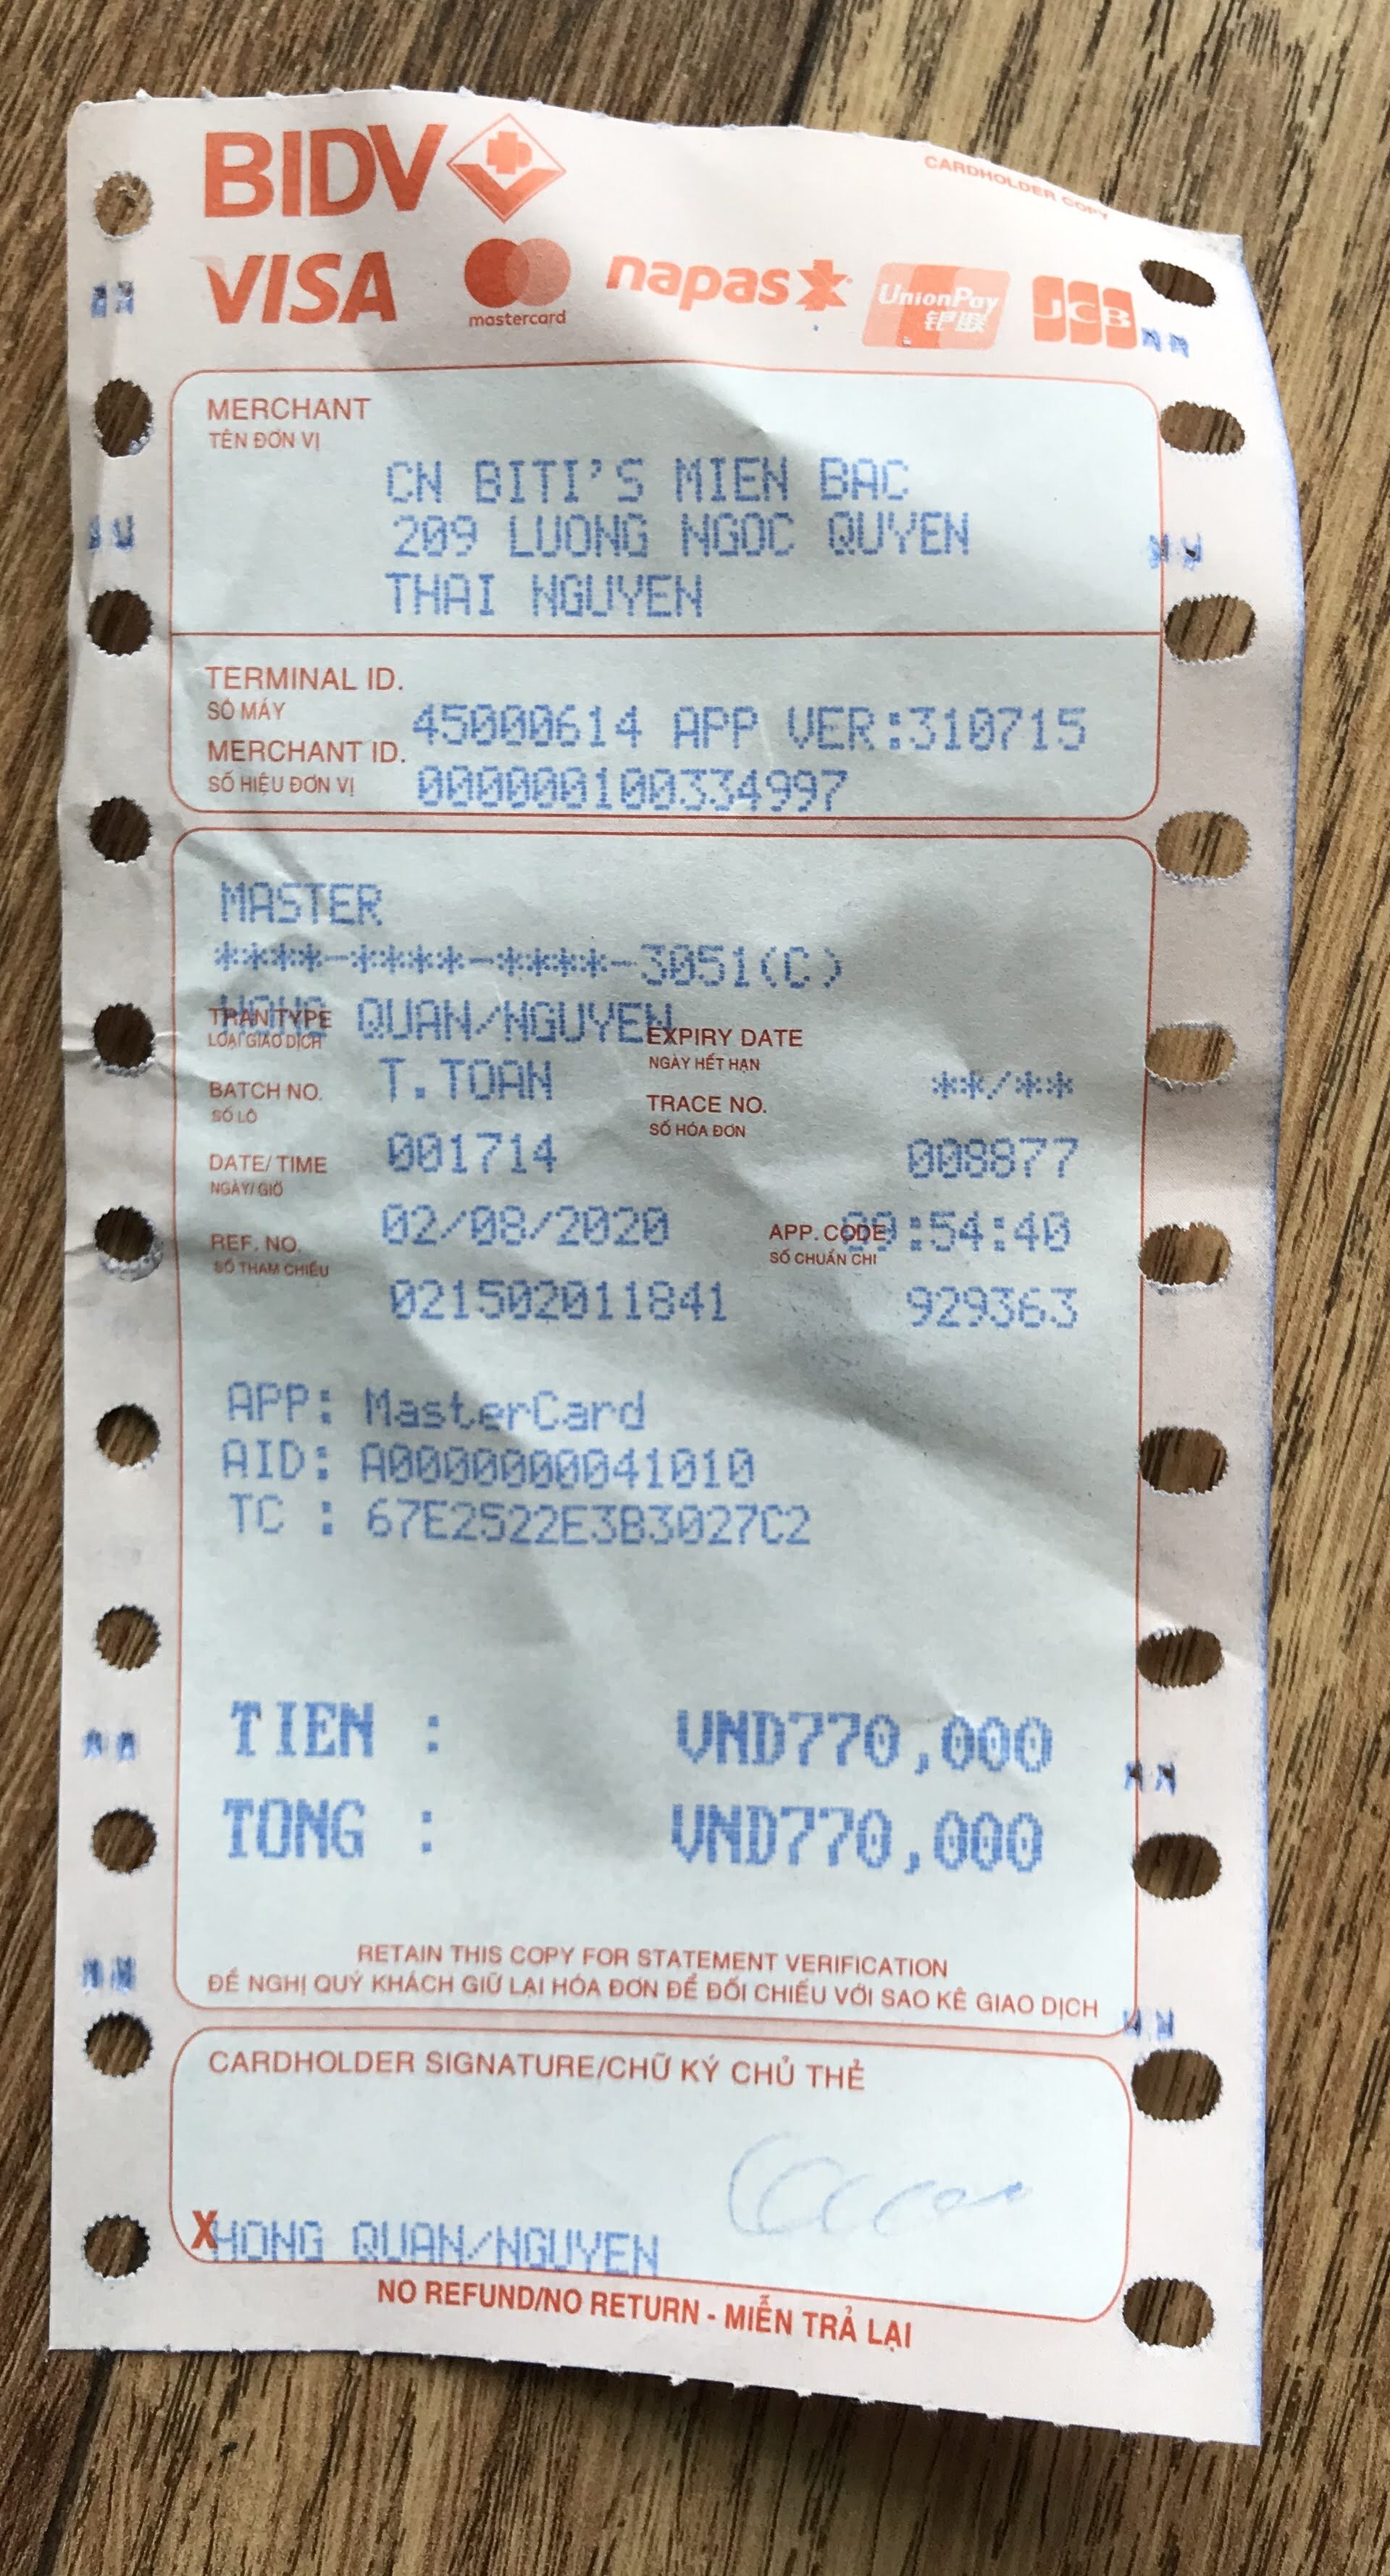 BIDV
CARDHOLDER COPY
VISA mastercard napas UnionPay 银联 JCB
MERCHANT
TÊN ĐƠN VỊ
CN BITI'S MIEN BAC
209 LUONG NGOC QUYEN
THAI NGUYEN
TERMINAL ID.
SỐ MÁY
45000614 APP VER:310715
MERCHANT ID.
SỐ HIỆU ĐƠN VỊ
000000100334997
MASTER
****-****-****-3051(C)
HONG QUAN/NGUYEN
TRAN TYPE
LOẠI GIAO DỊCH
T.TOAN
EXPIRY DATE
NGÀY HẾT HẠN
**/**
BATCH NO.
SỐ LÔ
001714
TRACE NO.
SỐ HÓA ĐƠN
008877
DATE/ TIME
NGÀY/ GIỜ
02/08/2020 09:54:40
REF. NO.
SỐ THAM CHIẾU
021502011841
APP. CODE
SỐ CHUẨN CHI
929363
APP: MasterCard
AID: A0000000041010
TC : 67E2522E3B3027C2
TIEN : VND770,000
TONG : VND770,000
RETAIN THIS COPY FOR STATEMENT VERIFICATION
ĐỀ NGHỊ QUÝ KHÁCH GIỮ LẠI HÓA ĐƠN ĐỂ ĐỐI CHIẾU VỚI SAO KÊ GIAO DỊCH
CARDHOLDER SIGNATURE/CHỮ KÝ CHỦ THẺ
X HONG QUAN/NGUYEN
NO REFUND/NO RETURN - MIỄN TRẢ LẠI